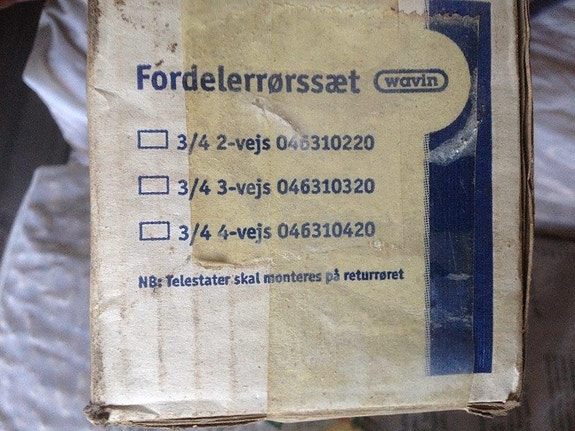 Fordelerrørssæt wavin
3/4 2-vejs 046310220
3/4 3-vejs 046310320
3/4 4-vejs 046310420
NB: Telestater skal monteres på returrøret